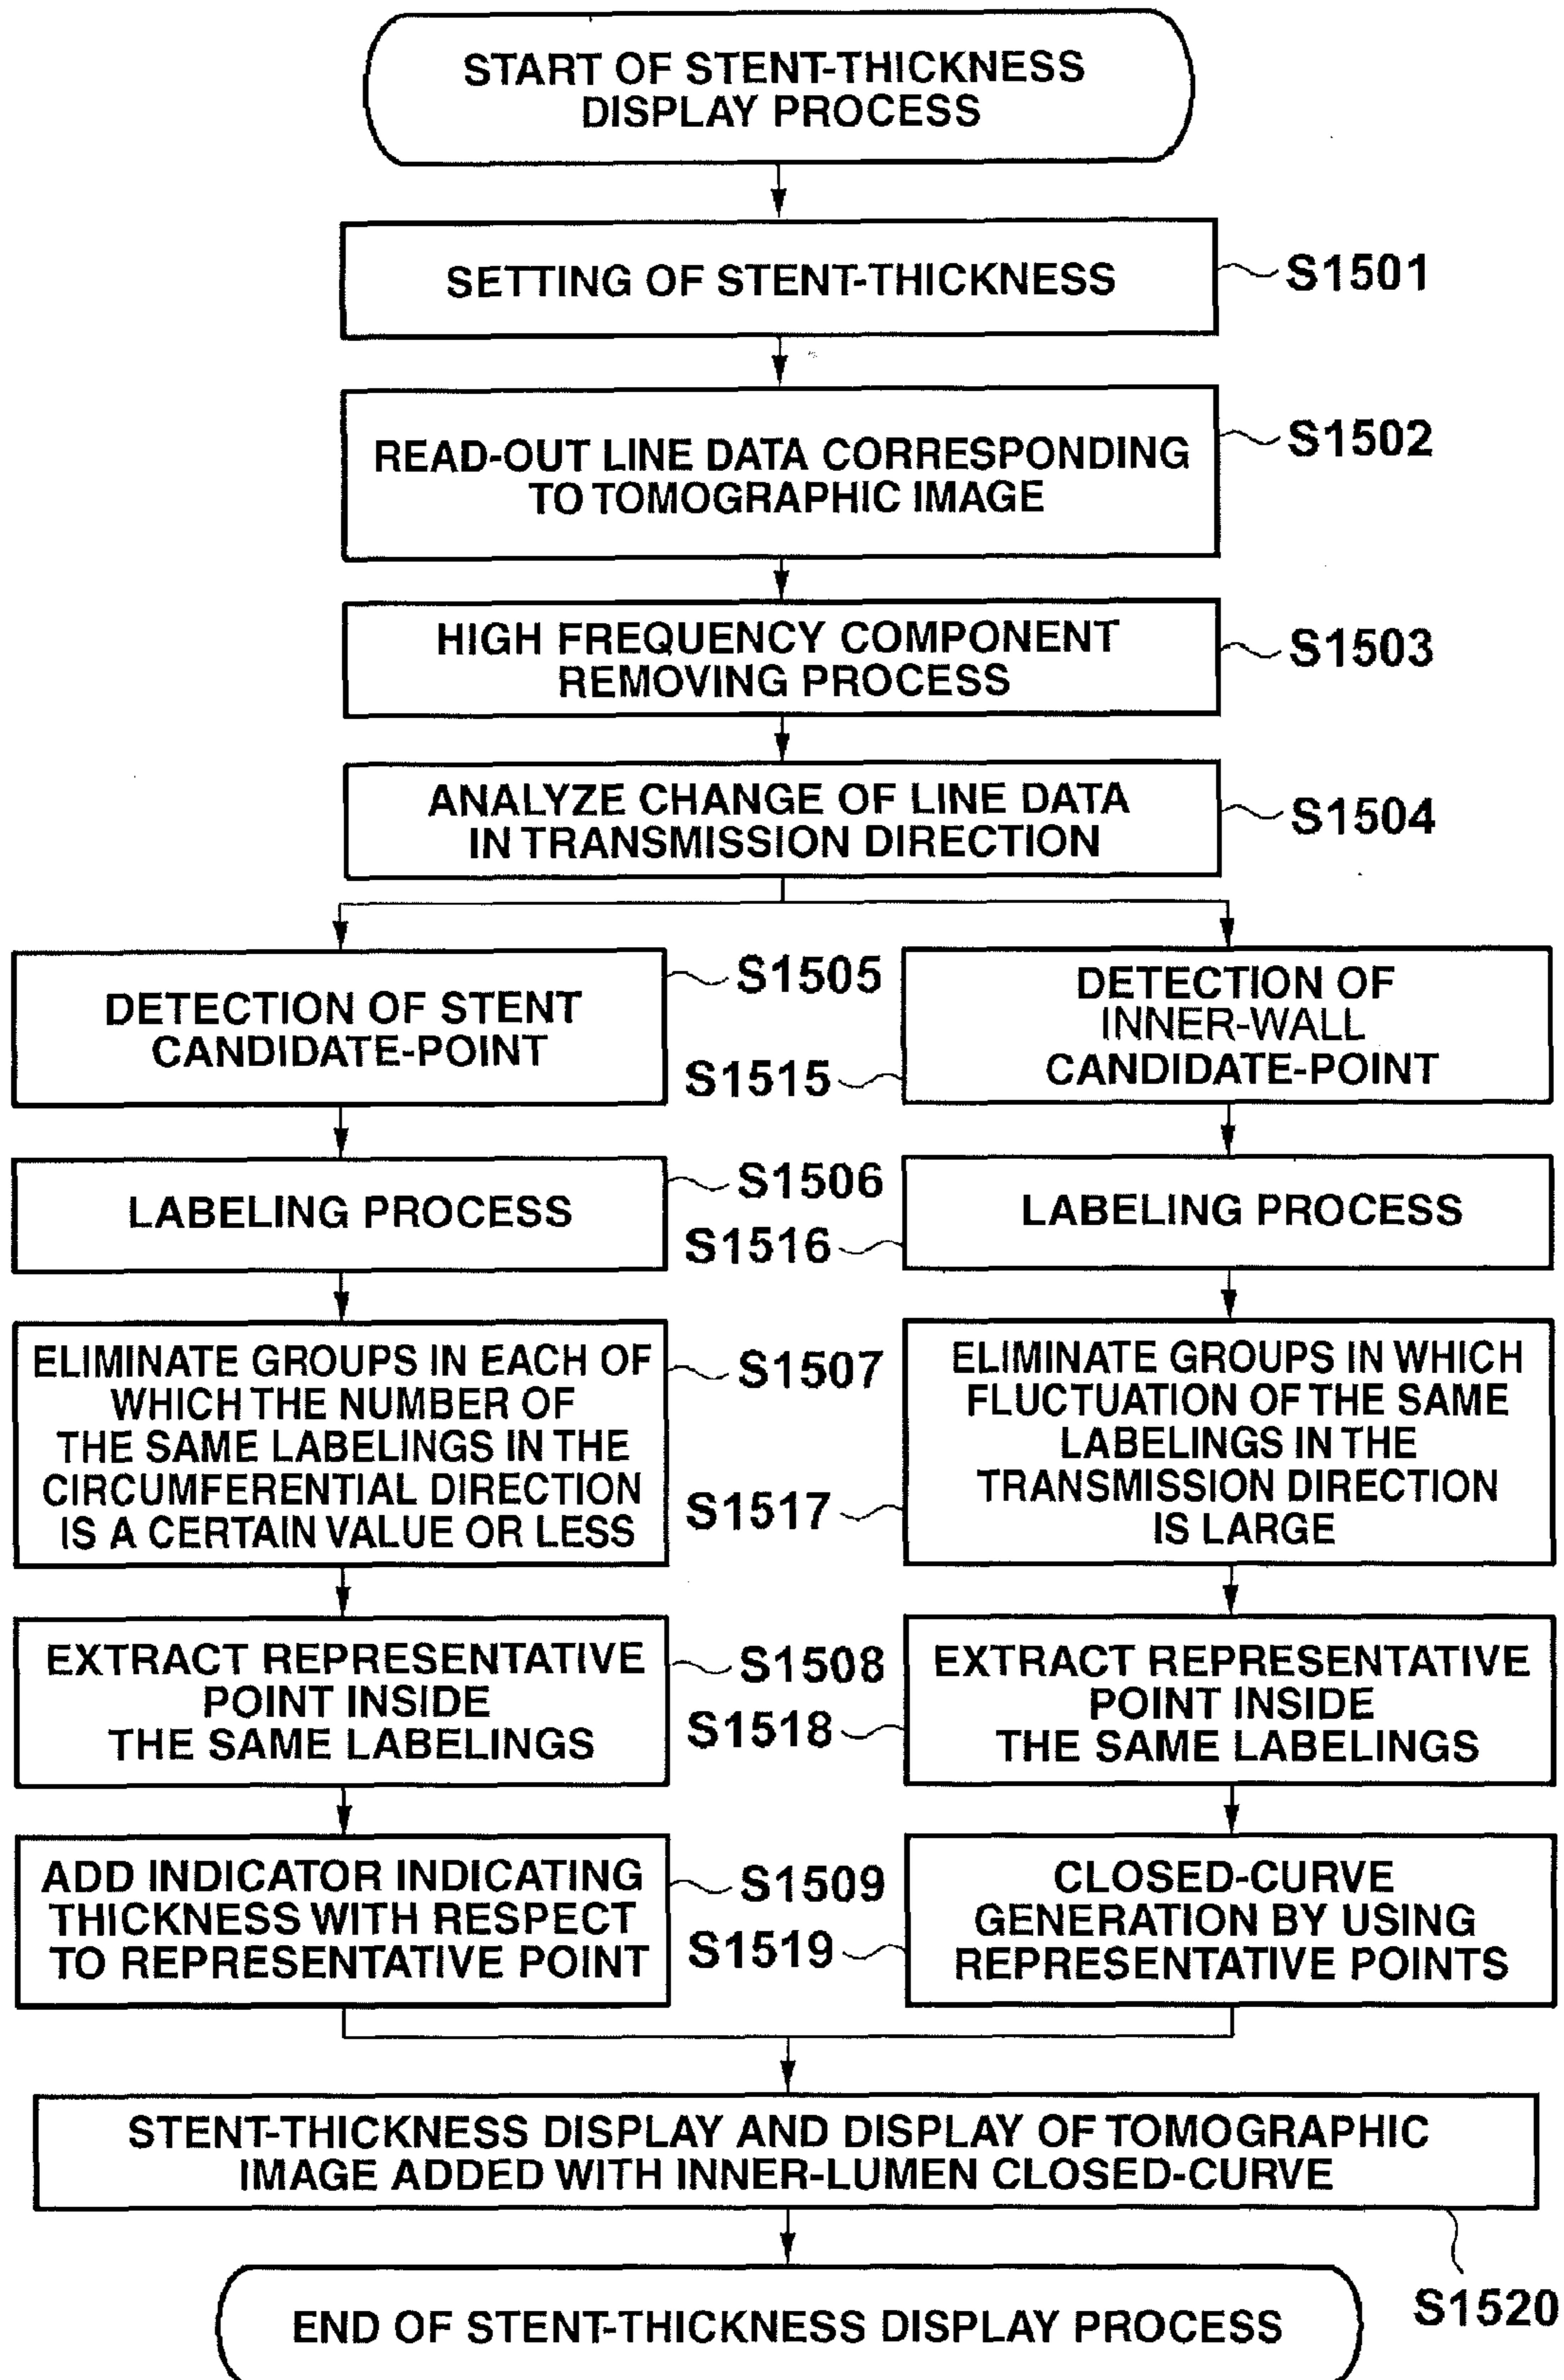 START OF STENT-THICKNESS
DISPLAY PROCESS
SETTING OF STENT-THICKNESS
S1501
READ-OUT LINE DATA CORRESPONDING
TO TOMOGRAPHIC IMAGE
S1502
HIGH FREQUENCY COMPONENT
REMOVING PROCESS
S1503
ANALYZE CHANGE OF LINE DATA
IN TRANSMISSION DIRECTION
S1504
DETECTION OF STENT
CANDIDATE-POINT
S1505
DETECTION OF
INNER-WALL
CANDIDATE-POINT
S1515
LABELING PROCESS
S1506
LABELING PROCESS
S1516
ELIMINATE GROUPS IN EACH OF
WHICH THE NUMBER OF
THE SAME LABELINGS IN THE
CIRCUMFERENTIAL DIRECTION
IS A CERTAIN VALUE OR LESS
S1507
ELIMINATE GROUPS IN WHICH
FLUCTUATION OF THE SAME
LABELINGS IN THE
TRANSMISSION DIRECTION
IS LARGE
S1517
EXTRACT REPRESENTATIVE
POINT INSIDE
THE SAME LABELINGS
S1508
EXTRACT REPRESENTATIVE
POINT INSIDE
THE SAME LABELINGS
S1518
ADD INDICATOR INDICATING
THICKNESS WITH RESPECT
TO REPRESENTATIVE POINT
S1509
CLOSED-CURVE
GENERATION BY USING
REPRESENTATIVE POINTS
S1519
STENT-THICKNESS DISPLAY AND DISPLAY OF TOMOGRAPHIC
IMAGE ADDED WITH INNER-LUMEN CLOSED-CURVE
S1520
END OF STENT-THICKNESS DISPLAY PROCESS